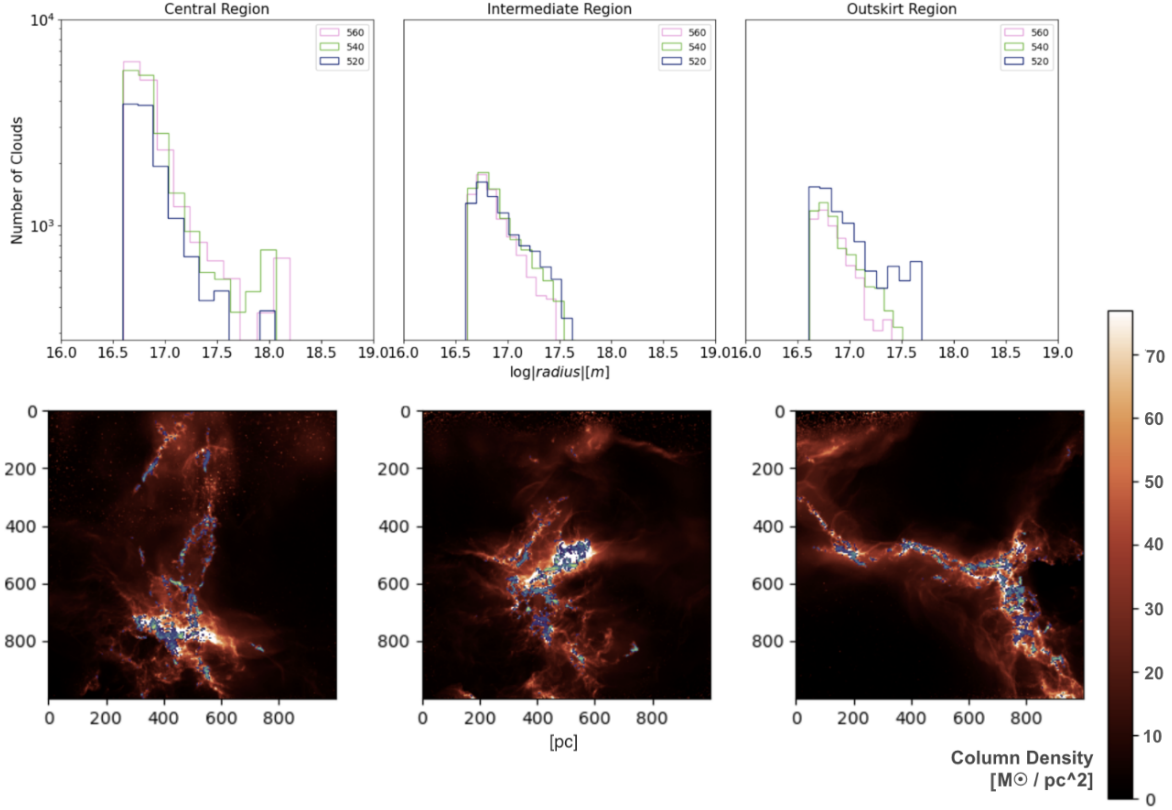 Central Region
Intermediate Region
Outskirt Region
10⁴
10⁴
10³
Number of Clouds
560
540
520
560
540
520
560
540
520
16.0 16.5 17.0 17.5 18.0 18.5 19.0
16.0 16.5 17.0 17.5 18.0 18.5 19.0
16.0 16.5 17.0 17.5 18.0 18.5 19.0
log|radius|[m]
0
200
400
600
800
0 200 400 600 800
0
200
400
600
800
0 200 400 600 800
[pc]
0
200
400
600
800
0 200 400 600 800
70
60
50
40
30
20
10
0
Column Density
[M☉ / pc^2]